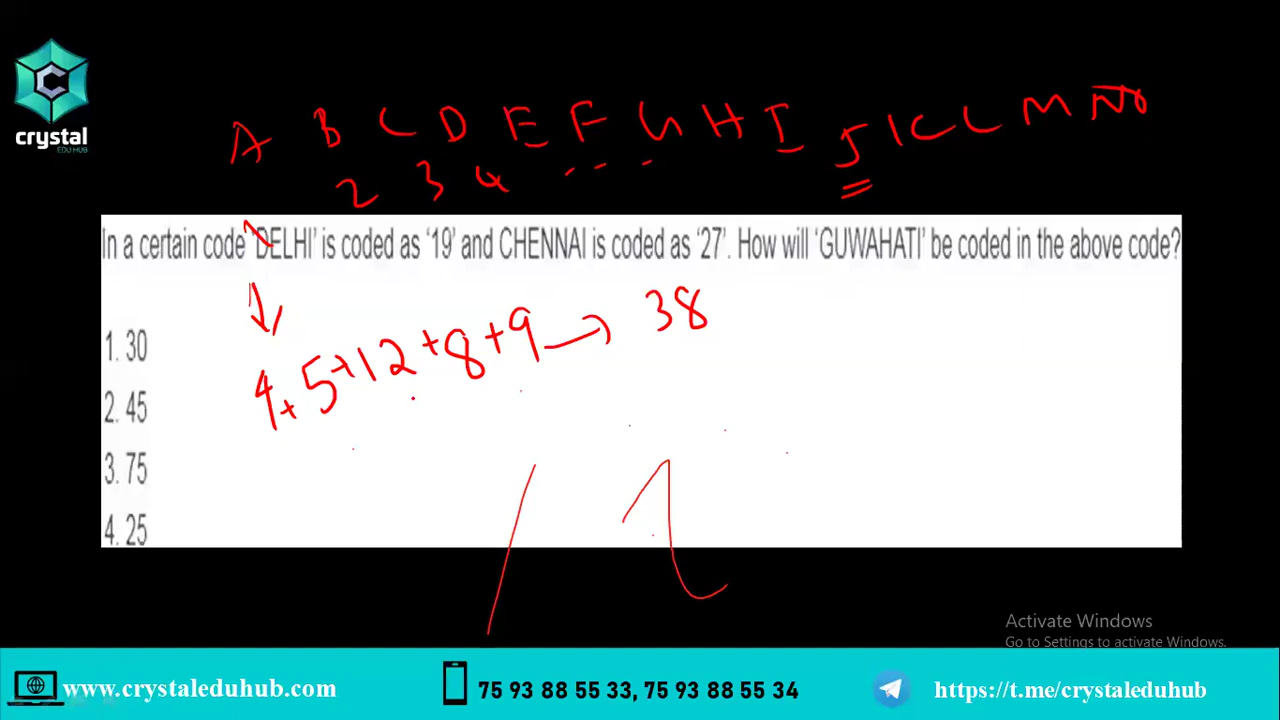 crystal
EDU HUB
A B C D E F G H I J K L M N O
2 3 4
In a certain code 'DELHI' is coded as '19' and CHENNAI is coded as '27'. How will 'GUWAHATI' be coded in the above code?
4+5+12+8+9 → 38
1. 30
2. 45
3. 75
4. 25
Activate Windows
Go to Settings to activate Windows.
www.crystaleduhub.com 75 93 88 55 33, 75 93 88 55 34 https://t.me/crystaleduhub